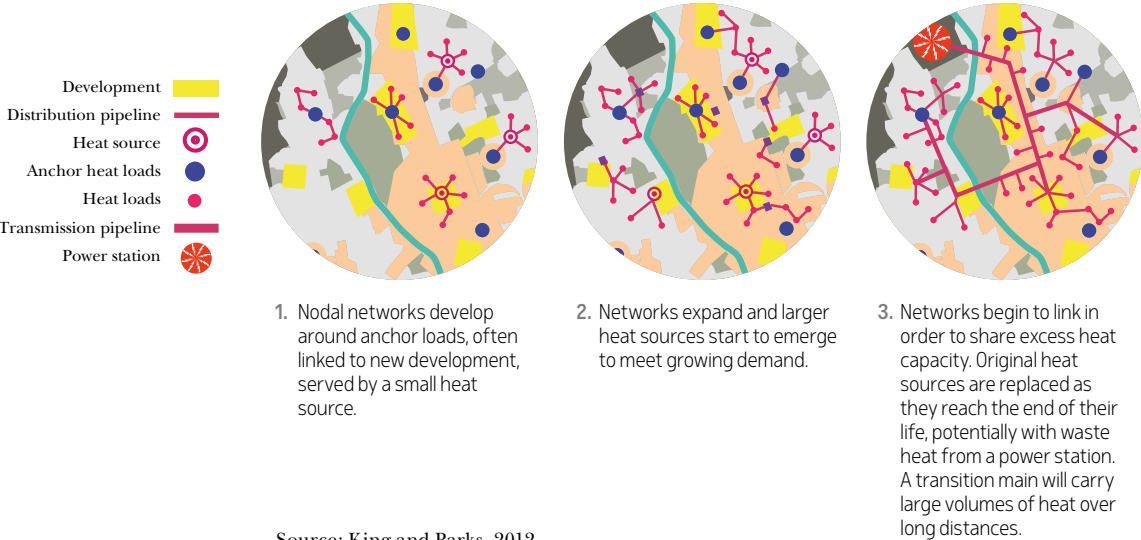 Development
Distribution pipeline
Heat source
Anchor heat loads
Heat loads
Transmission pipeline
Power station
1. Nodal networks develop
around anchor loads, often
linked to new development,
served by a small heat
source.
2. Networks expand and larger
heat sources start to emerge
to meet growing demand.
3. Networks begin to link in
order to share excess heat
capacity. Original heat
sources are replaced as
they reach the end of their
life, potentially with waste
heat from a power station.
A transition main will carry
large volumes of heat over
long distances.
Source: King and Parks, 2012